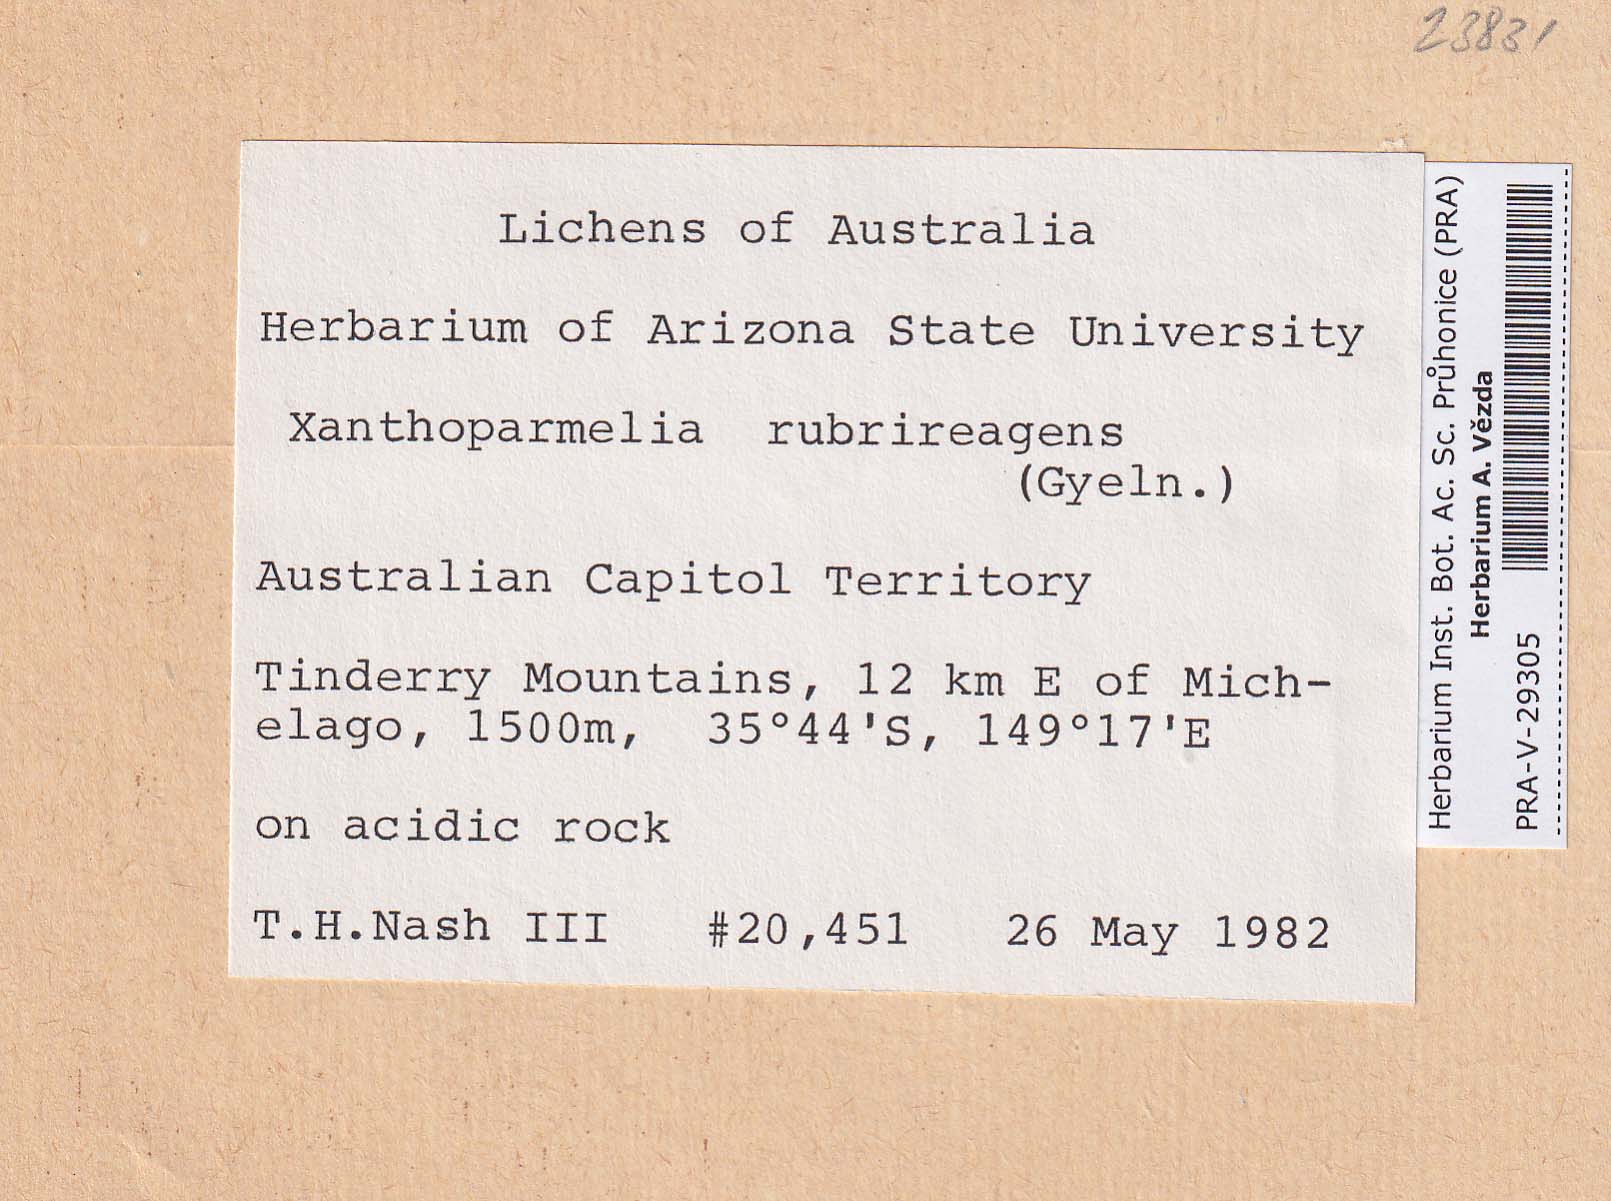 23831
Lichens of Australia
Herbarium of Arizona State University
Xanthoparmelia rubrireagens
(Gyeln.)
Australian Capitol Territory
Tinderry Mountains, 12 km E of Mich-
elago, 1500m, 35°44'S, 149°17'E
on acidic rock
T.H.Nash III #20,451 26 May 1982
Herbarium Inst. Bot. Ac. Sc. Průhonice (PRA)
Herbarium A. Vězda
PRA-V-29305